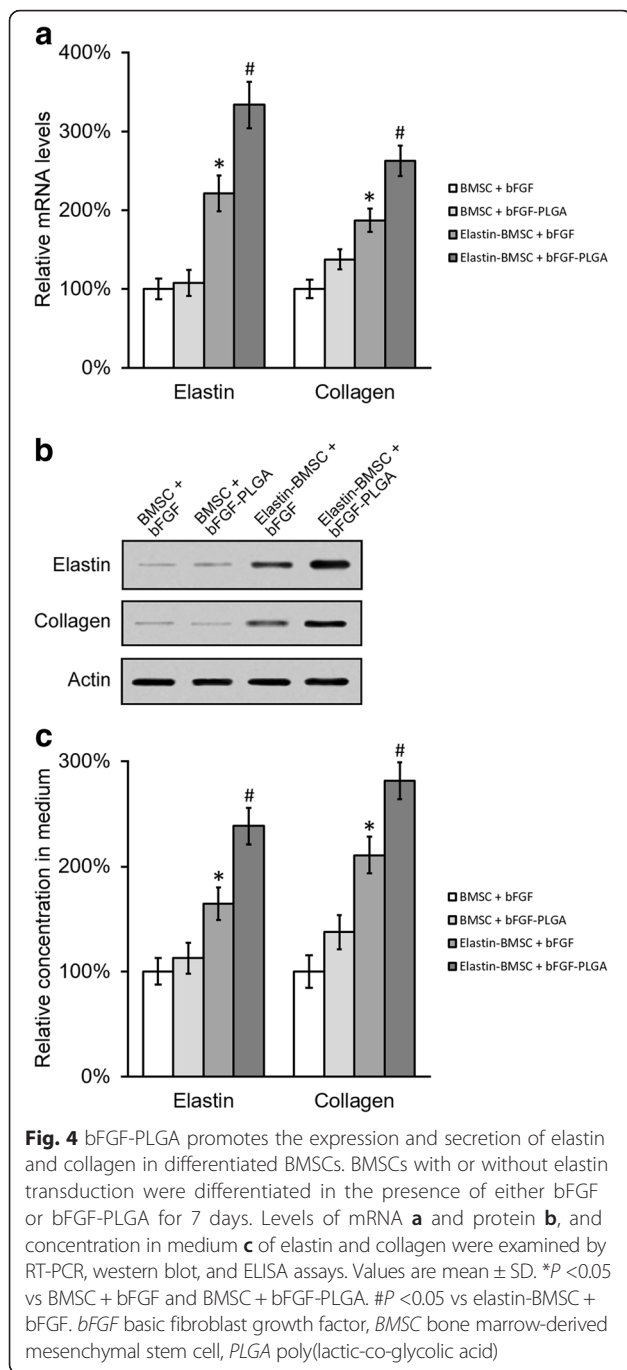 a
400%
300%
200%
100%
0%
Relative mRNA levels
*
#
*
#
Elastin
Collagen
BMSC + bFGF
BMSC + bFGF-PLGA
Elastin-BMSC + bFGF
Elastin-BMSC + bFGF-PLGA
b
BMSC +
bFGF
BMSC +
bFGF-PLGA
Elastin-BMSC +
bFGF
Elastin-BMSC +
bFGF-PLGA
Elastin
Collagen
Actin
c
300%
200%
100%
0%
Relative concentration in medium
*
#
*
#
Elastin
Collagen
BMSC + bFGF
BMSC + bFGF-PLGA
Elastin-BMSC + bFGF
Elastin-BMSC + bFGF-PLGA
Fig. 4 bFGF-PLGA promotes the expression and secretion of elastin
and collagen in differentiated BMSCs. BMSCs with or without elastin
transduction were differentiated in the presence of either bFGF
or bFGF-PLGA for 7 days. Levels of mRNA a and protein b, and
concentration in medium c of elastin and collagen were examined by
RT-PCR, western blot, and ELISA assays. Values are mean ± SD. *P <0.05
vs BMSC + bFGF and BMSC + bFGF-PLGA. #P <0.05 vs elastin-BMSC +
bFGF. bFGF basic fibroblast growth factor, BMSC bone marrow-derived
mesenchymal stem cell, PLGA poly(lactic-co-glycolic acid)